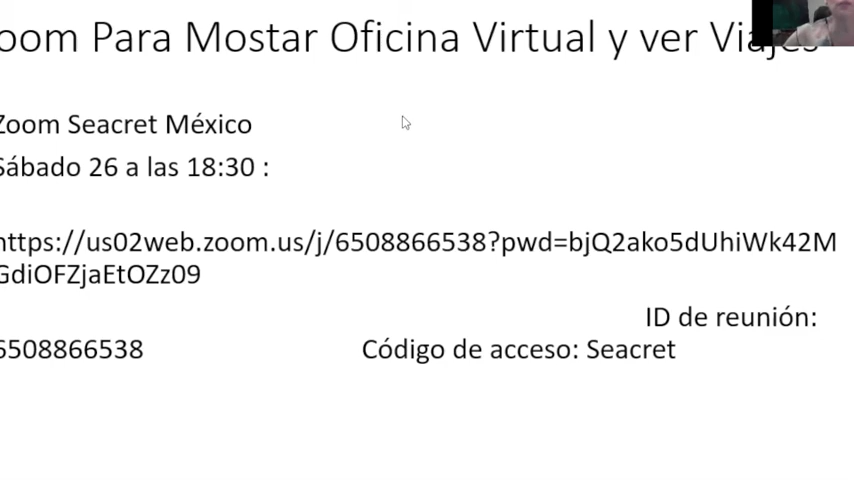 oom Para Mostar Oficina Virtual y ver Viajes
Zoom Seacret México
Sábado 26 a las 18:30 :
https://us02web.zoom.us/j/6508866538?pwd=bjQ2ako5dUhiWk42M
GdiOFZjaEtOZz09
ID de reunión:
6508866538 Código de acceso: Seacret